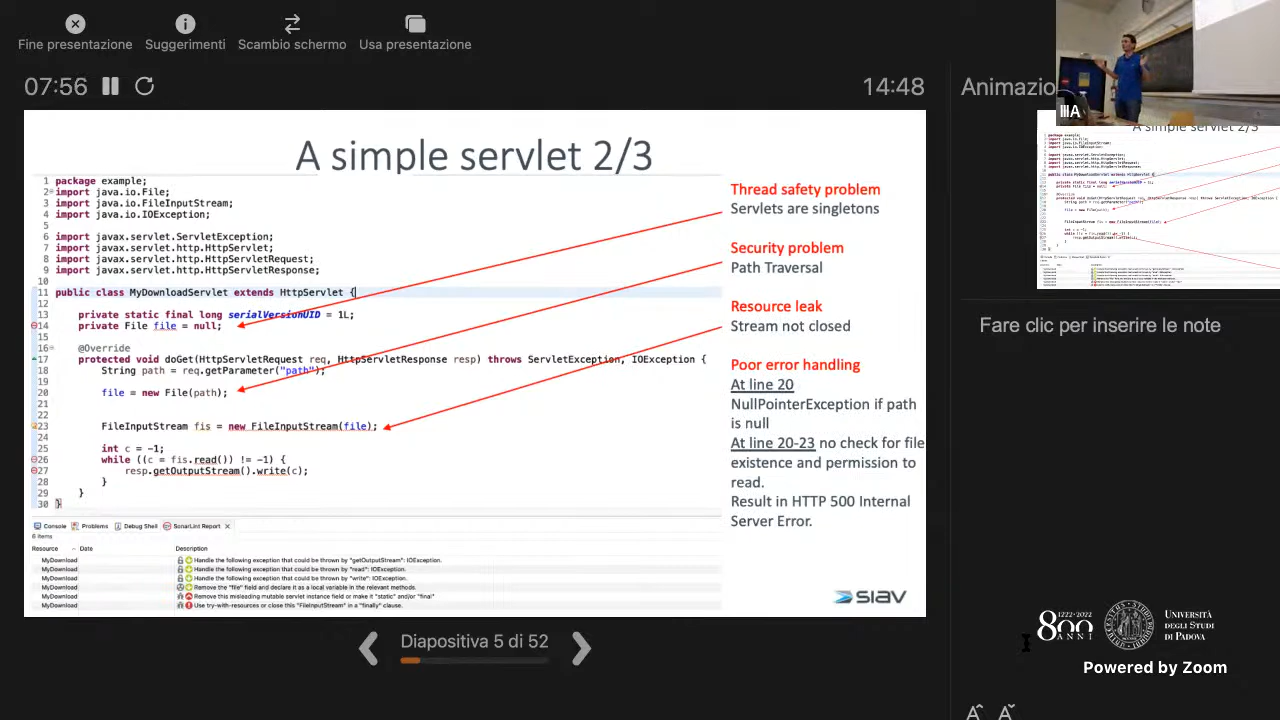 Fine presentazione
Suggerimenti
Scambio schermo
Usa presentazione
07:56
14:48
Animazio
IIIA
A simple servlet 2/3
1 package example;
2 import java.io.File;
3 import java.io.FileInputStream;
4 import java.io.IOException;
5
6 import javax.servlet.ServletException;
7 import javax.servlet.http.HttpServlet;
8 import javax.servlet.http.HttpServletRequest;
9 import javax.servlet.http.HttpServletResponse;
10
11 public class MyDownloadServlet extends HttpServlet {
12
13 private static final long serialVersionUID = 1L;
14 private File file = null;
15
16 @Override
17 protected void doGet(HttpServletRequest req, HttpServletResponse resp) throws ServletException, IOException {
18 String path = req.getParameter("path");
19
20 file = new File(path);
21
22
23 FileInputStream fis = new FileInputStream(file);
24
25 int c = -1;
26 while ((c = fis.read()) != -1) {
27 resp.getOutputStream().write(c);
28 }
29 }
30 }
Thread safety problem
Servlets are singletons
Security problem
Path Traversal
Resource leak
Stream not closed
Poor error handling
At line 20
NullPointerException if path
is null
At line 20-23 no check for file
existence and permission to
read.
Result in HTTP 500 Internal
Server Error.
Console Problems Debug Shell SonarLint Report
6 items
Resource Date Description
MyDownload Handle the following exception that could be thrown by "getOutputStream": IOException.
MyDownload Handle the following exception that could be thrown by "read": IOException.
MyDownload Handle the following exception that could be thrown by "write": IOException.
MyDownload Remove the "file" field and declare it as a local variable in the relevant methods.
MyDownload Remove this misleading mutable servlet instance field or make it "static" and/or "final"
MyDownload Use try-with-resources or close this "FileInputStream" in a "finally" clause.
SIAV
Diapositiva 5 di 52
A simple servlet 2/3
Fare clic per inserire le note
1222-2022
800
ANNI
UNIVERSITÀ
DEGLI STUDI
DI PADOVA
Powered by Zoom